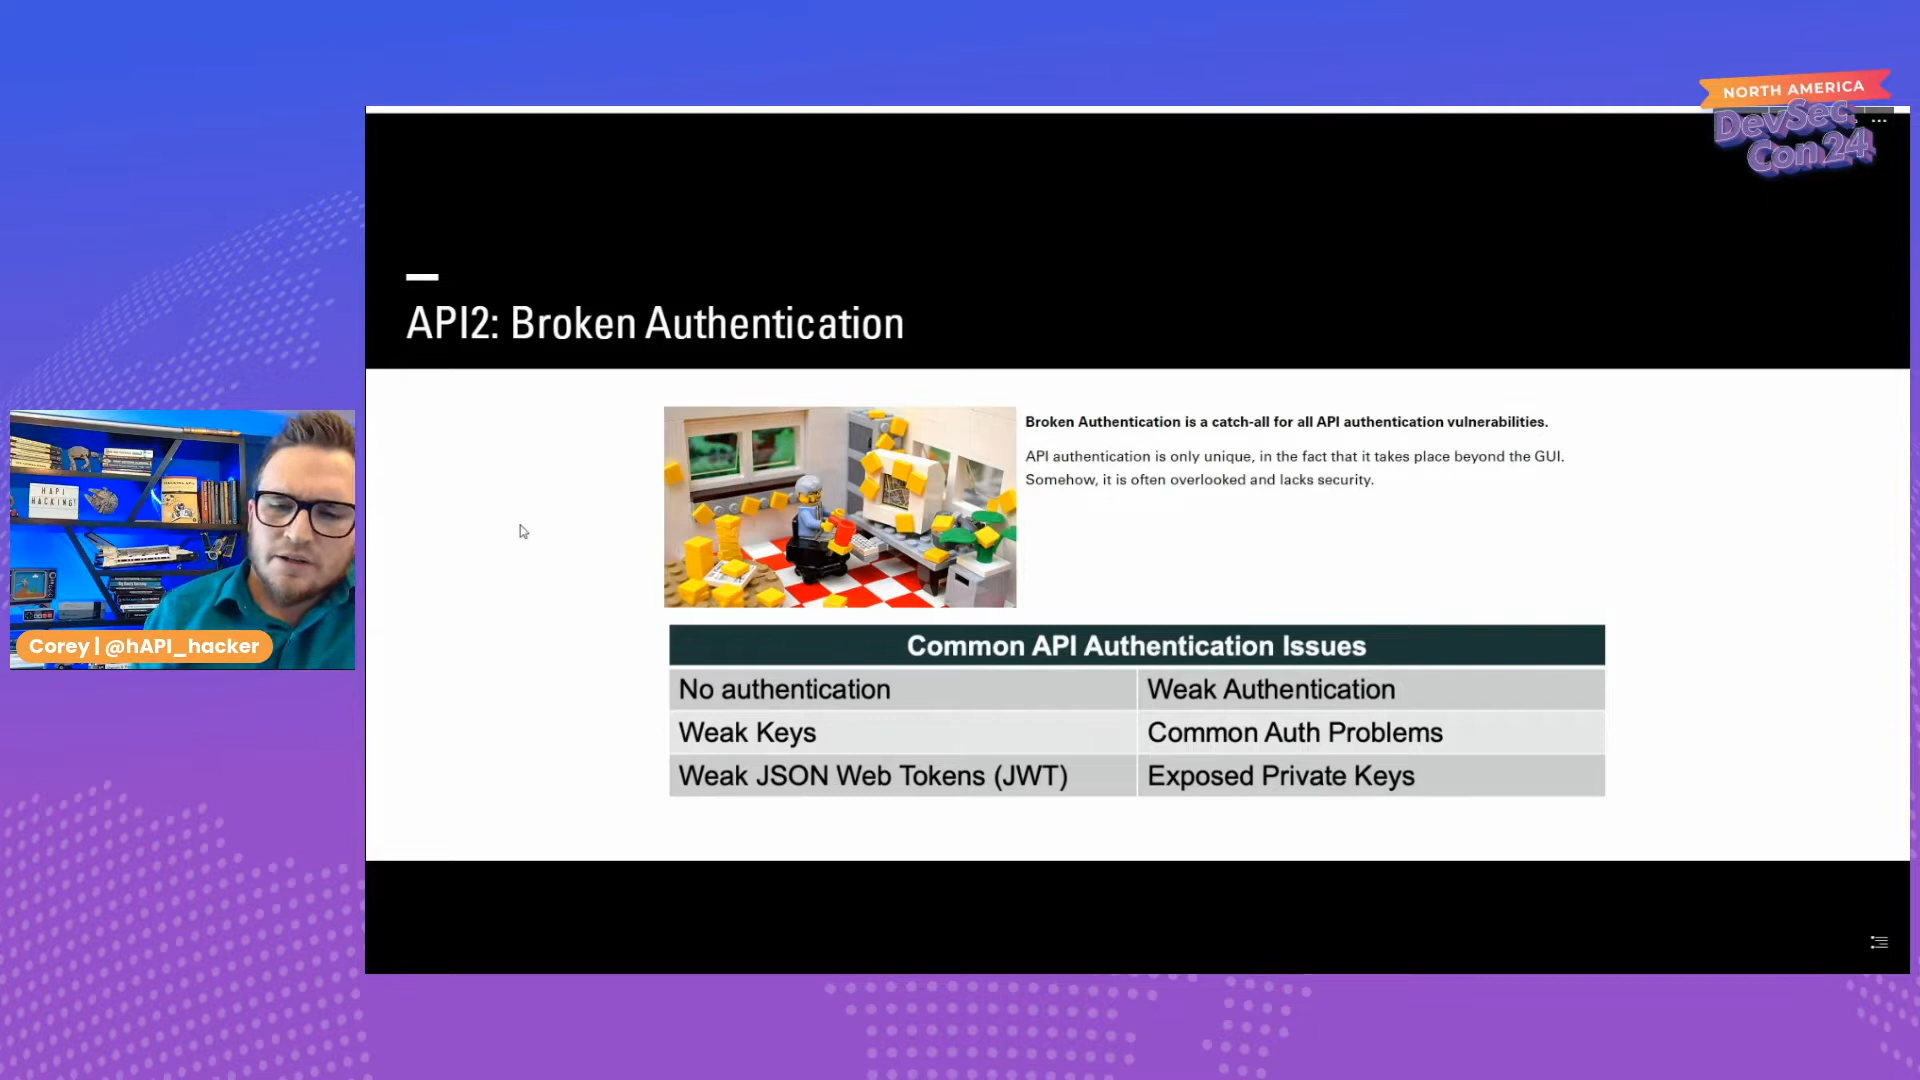 NORTH AMERICA
DevSec
Con 24
API2: Broken Authentication
Broken Authentication is a catch-all for all API authentication vulnerabilities.
API authentication is only unique, in the fact that it takes place beyond the GUI.
Somehow, it is often overlooked and lacks security.
HAPI
HACKING!
Corey | @hAPI_hacker
Common API Authentication Issues
No authentication
Weak Authentication
Weak Keys
Common Auth Problems
Weak JSON Web Tokens (JWT)
Exposed Private Keys